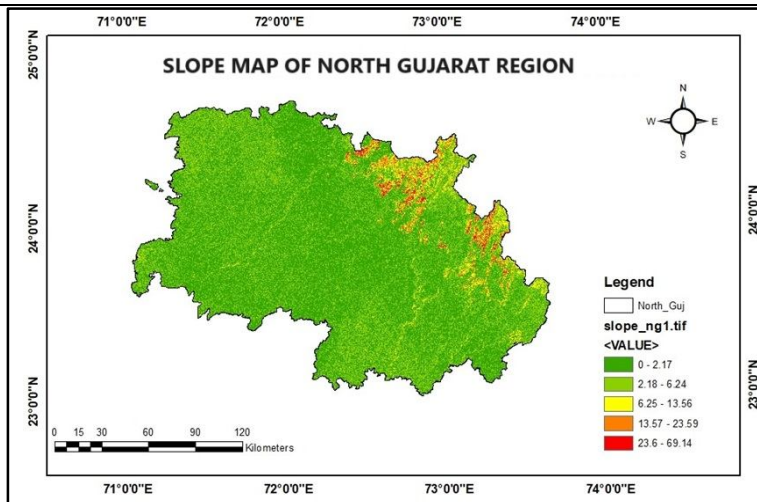 71°0'0"E 72°0'0"E 73°0'0"E 74°0'0"E
25°0'0"N
SLOPE MAP OF NORTH GUJARAT REGION
N
W E
S
24°0'0"N 24°0'0"N
Legend
North_Guj
slope_ng1.tif
<VALUE>
0 - 2.17
2.18 - 6.24
6.25 - 13.56
13.57 - 23.59
23.6 - 69.14
23°0'0"N 23°0'0"N
0 15 30 60 90 120
Kilometers
71°0'0"E 72°0'0"E 73°0'0"E 74°0'0"E